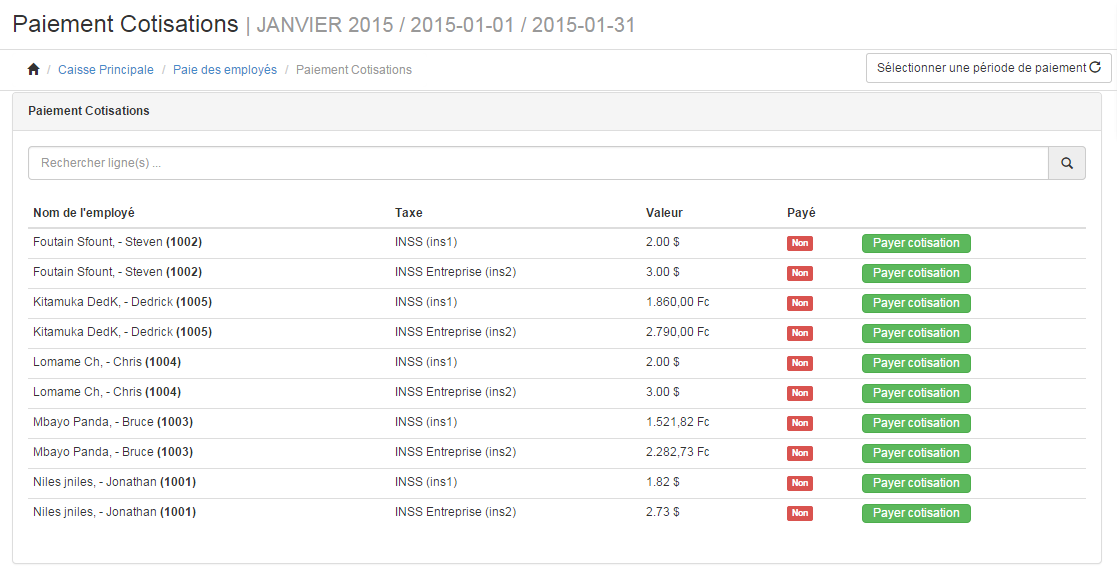 Paiement Cotisations | JANVIER 2015 / 2015-01-01 / 2015-01-31
/ Caisse Principale / Paie des employés / Paiement Cotisations
Sélectionner une période de paiement
Paiement Cotisations
Rechercher ligne(s) ...
Nom de l'employé Taxe Valeur Payé
Foutain Sfount, - Steven (1002) INSS (ins1) 2.00 $ Non Payer cotisation
Foutain Sfount, - Steven (1002) INSS Entreprise (ins2) 3.00 $ Non Payer cotisation
Kitamuka DedK, - Dedrick (1005) INSS (ins1) 1.860,00 Fc Non Payer cotisation
Kitamuka DedK, - Dedrick (1005) INSS Entreprise (ins2) 2.790,00 Fc Non Payer cotisation
Lomame Ch, - Chris (1004) INSS (ins1) 2.00 $ Non Payer cotisation
Lomame Ch, - Chris (1004) INSS Entreprise (ins2) 3.00 $ Non Payer cotisation
Mbayo Panda, - Bruce (1003) INSS (ins1) 1.521,82 Fc Non Payer cotisation
Mbayo Panda, - Bruce (1003) INSS Entreprise (ins2) 2.282,73 Fc Non Payer cotisation
Niles jniles, - Jonathan (1001) INSS (ins1) 1.82 $ Non Payer cotisation
Niles jniles, - Jonathan (1001) INSS Entreprise (ins2) 2.73 $ Non Payer cotisation